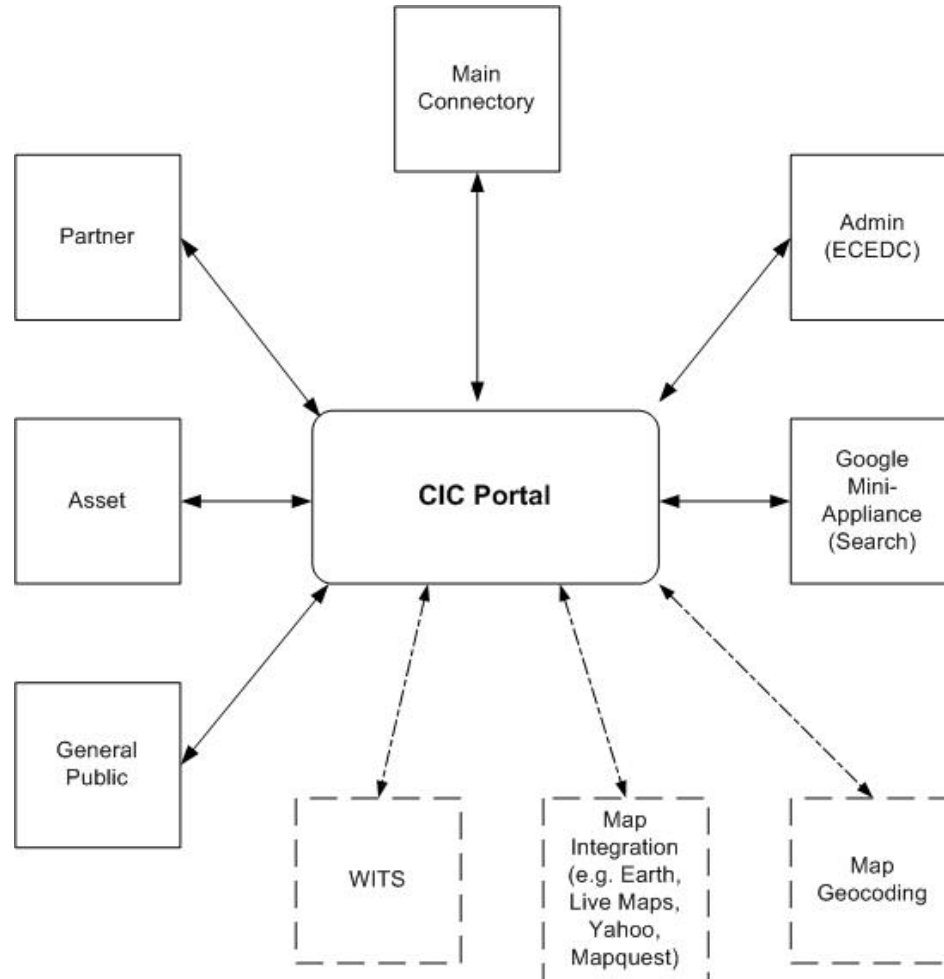 Main
Connectory
Partner
Admin
(ECEDC)
Asset
CIC Portal
Google
Mini-
Appliance
(Search)
General
Public
WITS
Map
Integration
(e.g. Earth,
Live Maps,
Yahoo,
Mapquest)
Map
Geocoding